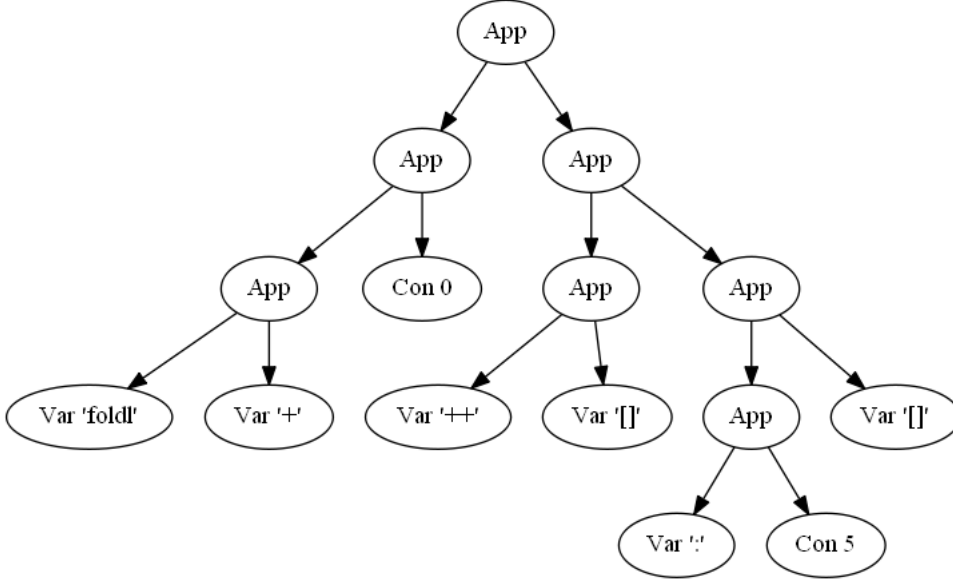 App
App App
App Con 0 App App
Var 'foldl' Var '+' Var '++' Var '[]' App Var '[]'
Var ':' Con 5